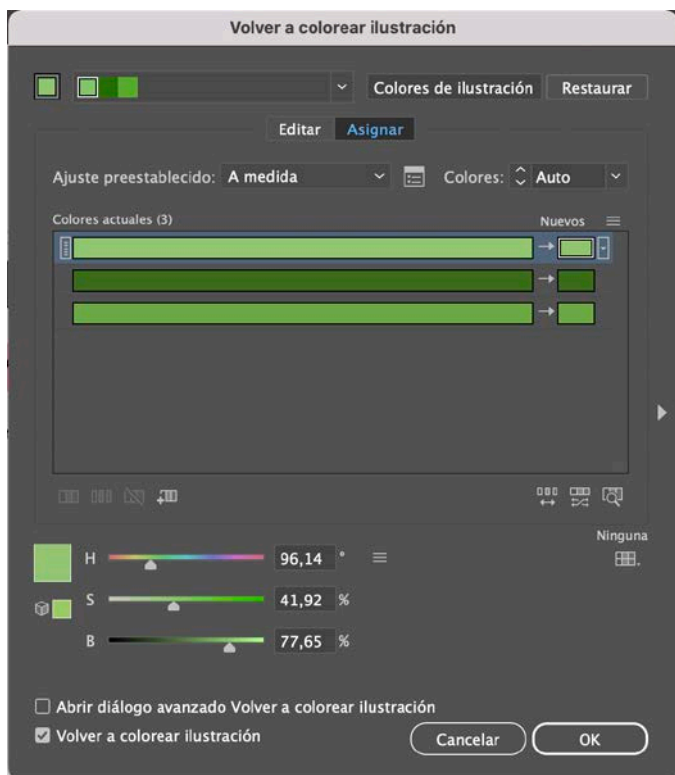 Volver a colorear ilustración
Colores de ilustración Restaurar
Editar Asignar
Ajuste preestablecido: A medida Colores: Auto
Colores actuales (3) Nuevos
Ninguna
H 96,14 °
S 41,92 %
B 77,65 %
Abrir diálogo avanzado Volver a colorear ilustración
Volver a colorear ilustración
Cancelar OK